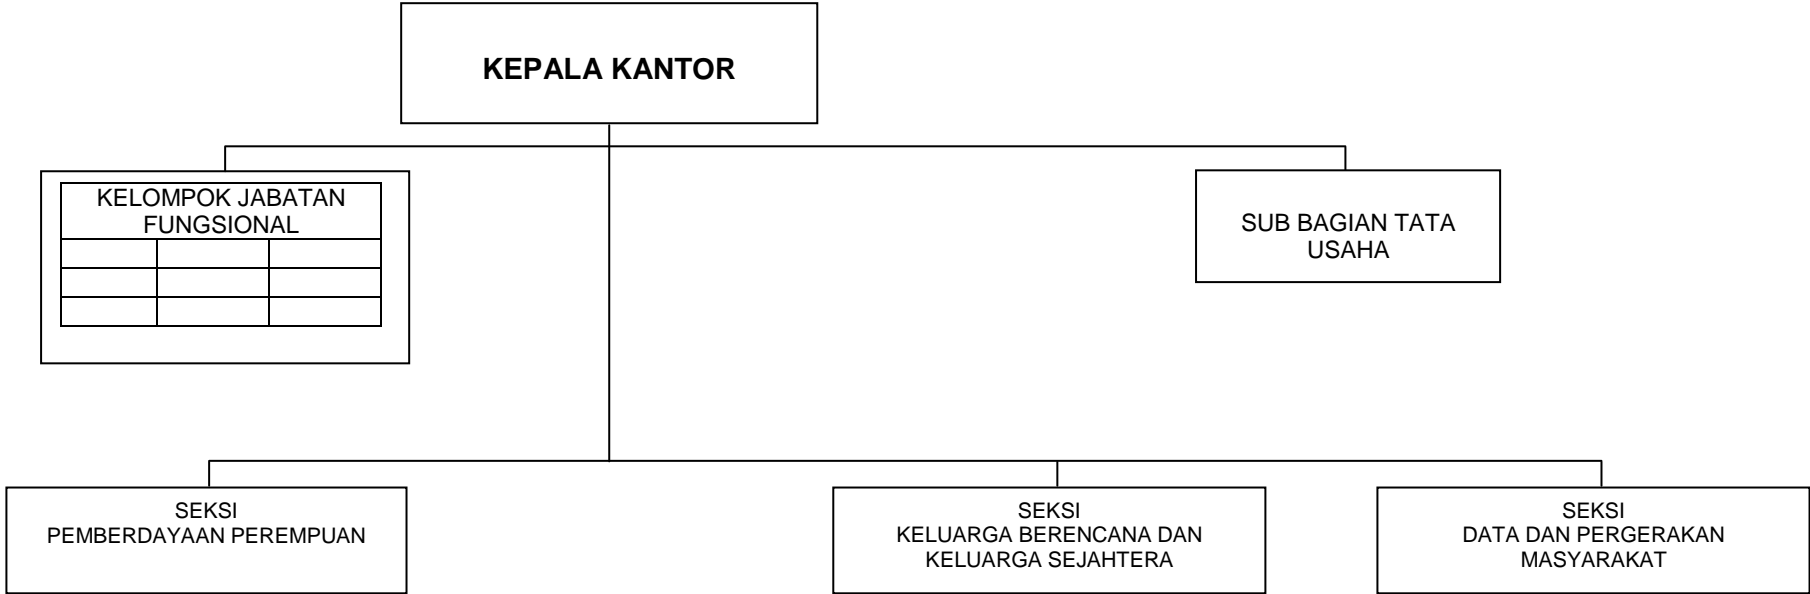 KEPALA KANTOR
KELOMPOK JABATAN
FUNGSIONAL
SUB BAGIAN TATA
USAHA
SEKSI
PEMBERDAYAAN PEREMPUAN
SEKSI
KELUARGA BERENCANA DAN
KELUARGA SEJAHTERA
SEKSI
DATA DAN PERGERAKAN
MASYARAKAT